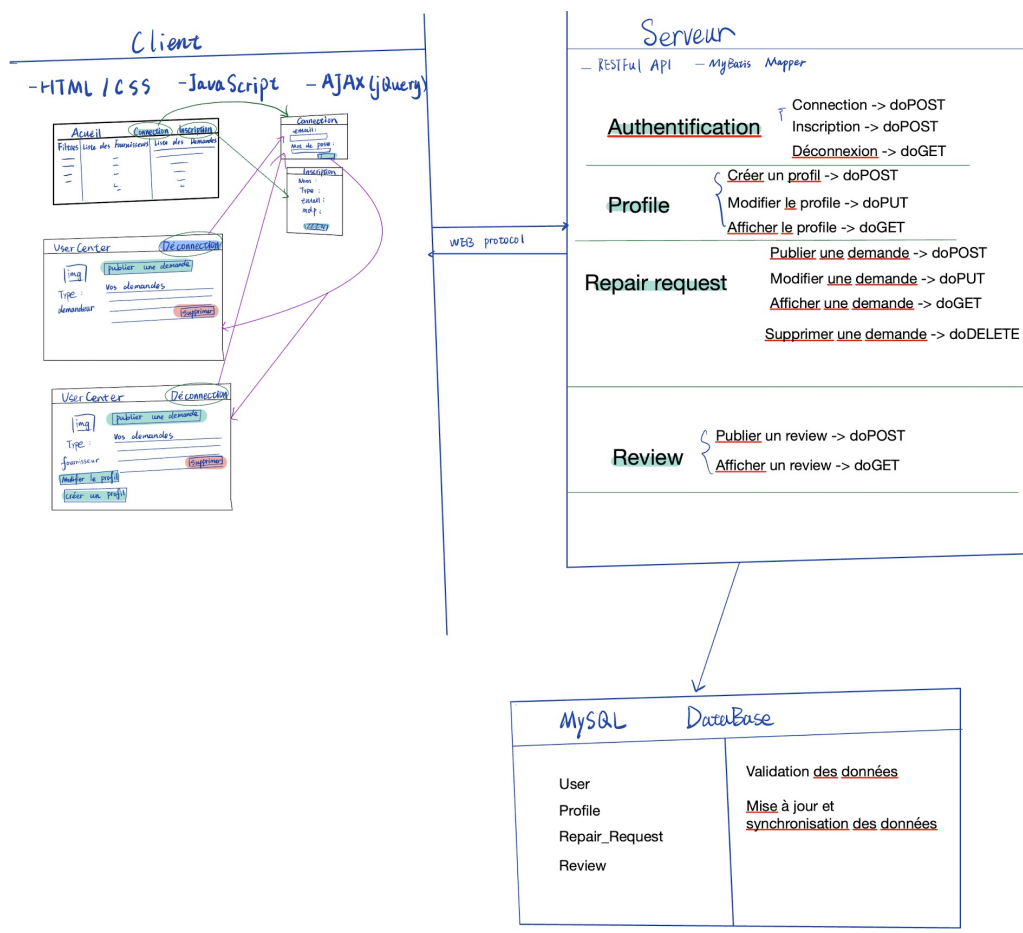 Client
-HTML / CSS -JavaScript -AJAX (jQuery)
Acueil Connection Inscription
Filtres Liste des Fournisseurs Liste des Demandes
Connection
email:
Mot de passe:
Inscription
Nom :
Type :
Email :
mdp :
User Center Déconnection
img
publier une demande
Vos demandes
Type :
demandeur
supprimer
User Center Déconnection
img
publier une demande
Vos demandes
Type :
fournisseur
supprimer
Modifier le profil
créer un profil
WEB protocol
Serveur
- RESTFul API - MyBatis Mapper
Authentification
Connection -> doPOST
Inscription -> doPOST
Déconnexion -> doGET
Profile
Créer un profil -> doPOST
Modifier le profile -> doPUT
Afficher le profile -> doGET
Repair request
Publier une demande -> doPOST
Modifier une demande -> doPUT
Afficher une demande -> doGET
Supprimer une demande -> doDELETE
Review
Publier un review -> doPOST
Afficher un review -> doGET
MySQL DataBase
User
Profile
Repair_Request
Review
Validation des données
Mise à jour et
synchronisation des données